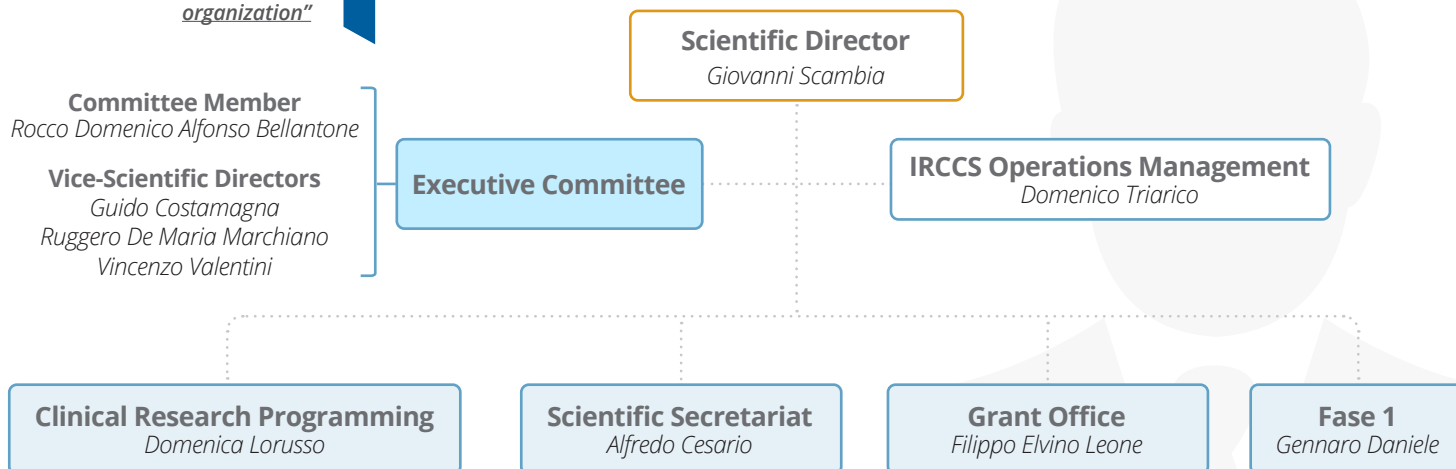 organization”
Scientific Director
Giovanni Scambia
Committee Member
Rocco Domenico Alfonso Bellantone
Vice-Scientific Directors
Guido Costamagna
Ruggero De Maria Marchiano
Vincenzo Valentini
Executive Committee
IRCCS Operations Management
Domenico Triarico
Clinical Research Programming
Domenica Lorusso
Scientific Secretariat
Alfredo Cesario
Grant Office
Filippo Elvino Leone
Fase 1
Gennaro Daniele